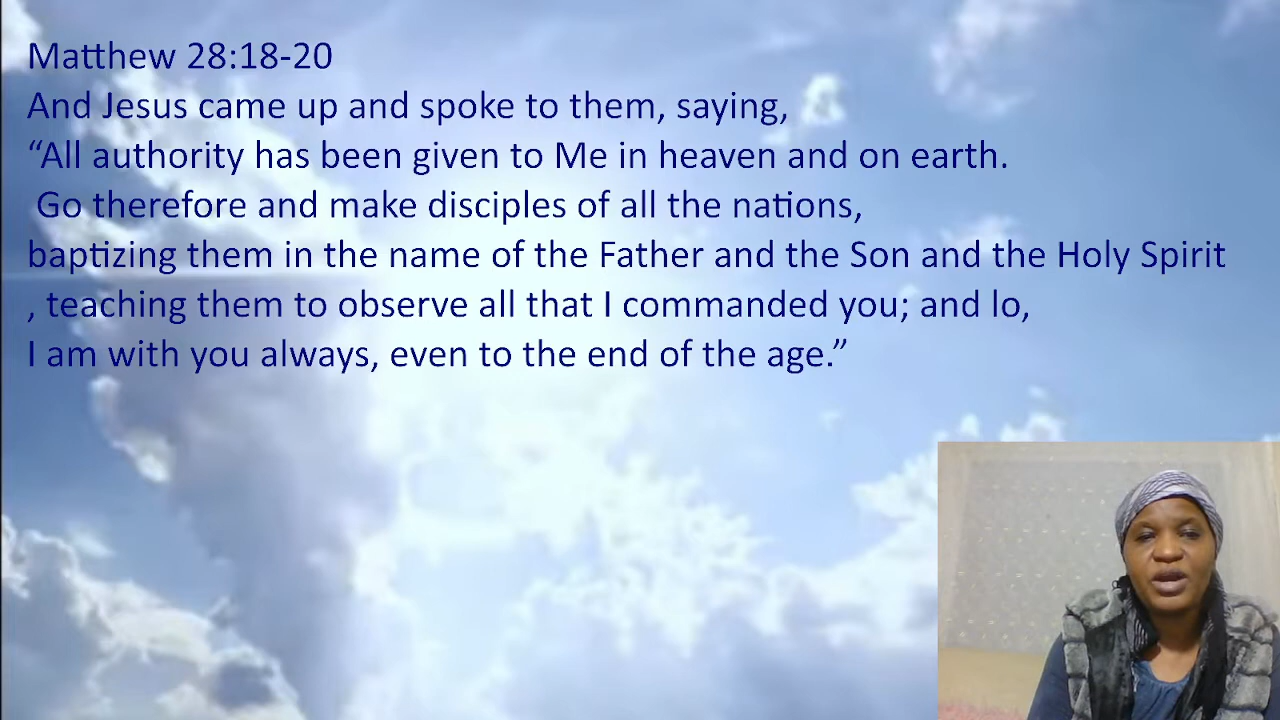 Matthew 28:18-20
And Jesus came up and spoke to them, saying,
“All authority has been given to Me in heaven and on earth.
Go therefore and make disciples of all the nations,
baptizing them in the name of the Father and the Son and the Holy Spirit
, teaching them to observe all that I commanded you; and lo,
I am with you always, even to the end of the age.”